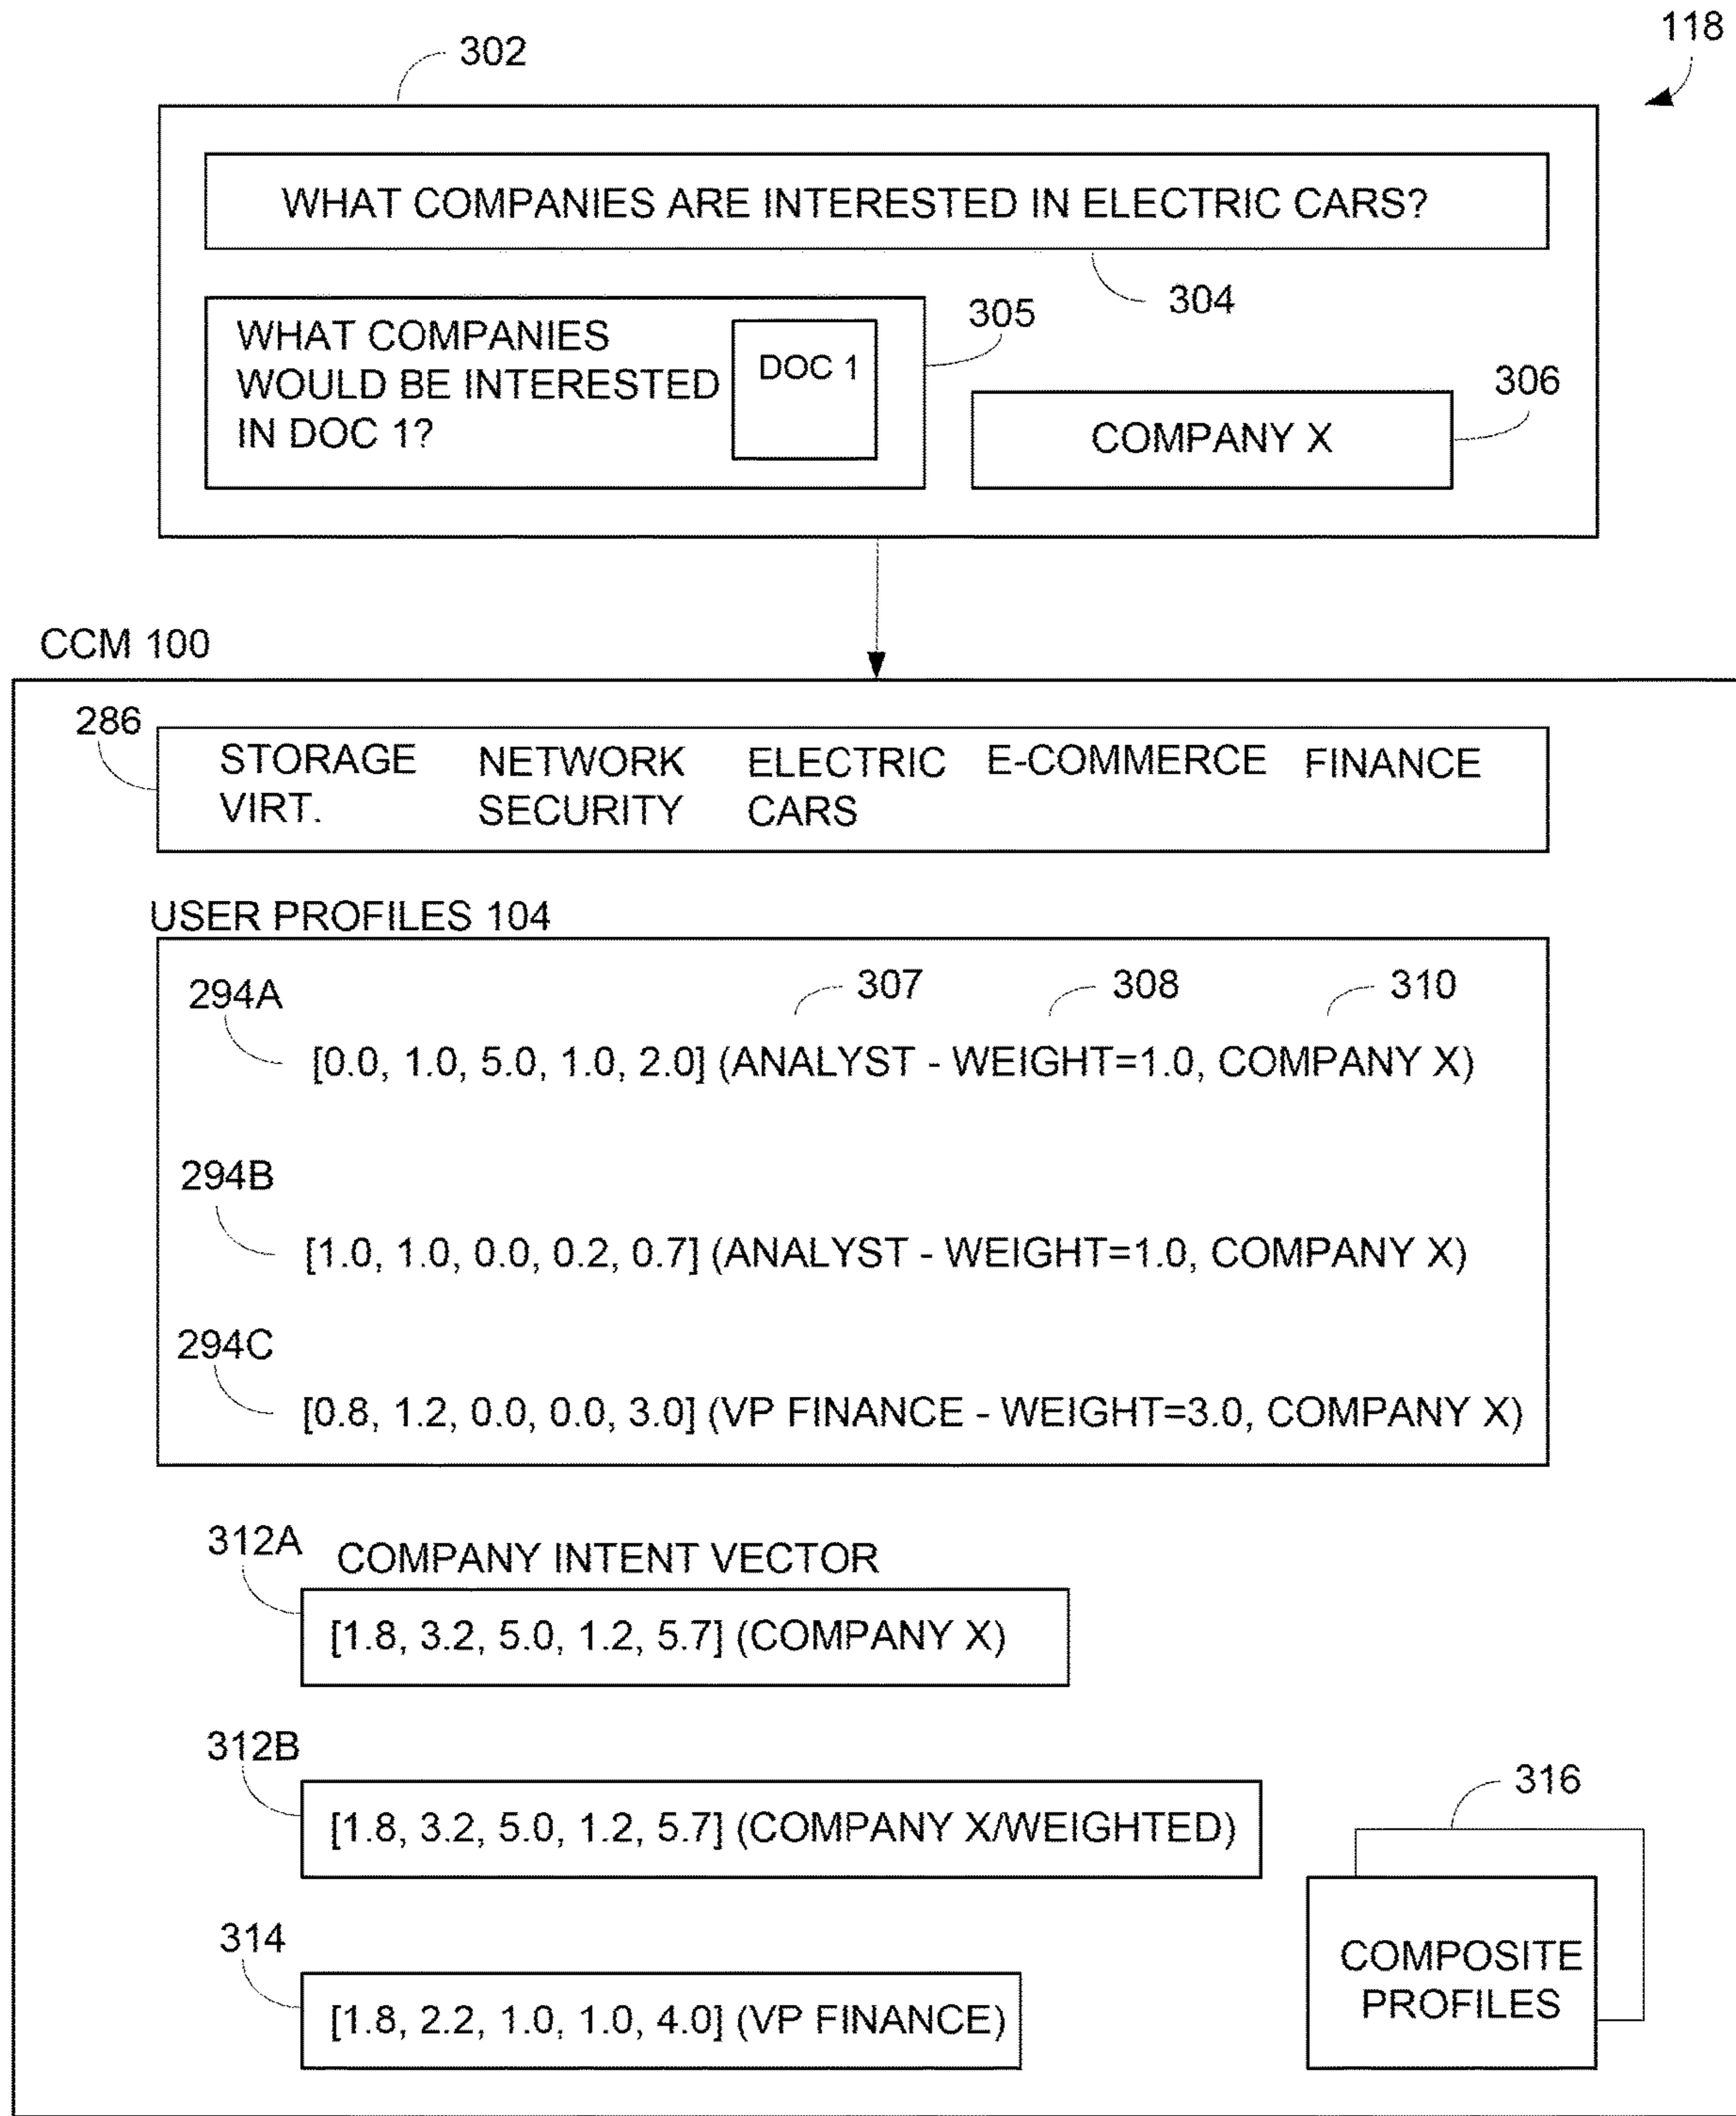 118
302
WHAT COMPANIES ARE INTERESTED IN ELECTRIC CARS?
304
WHAT COMPANIES
WOULD BE INTERESTED
IN DOC 1?
DOC 1
305
306
COMPANY X
CCM 100
286
STORAGE VIRT.
NETWORK SECURITY
ELECTRIC CARS
E-COMMERCE
FINANCE
USER PROFILES 104
294A
307
308
310
[0.0, 1.0, 5.0, 1.0, 2.0] (ANALYST - WEIGHT=1.0, COMPANY X)
294B
[1.0, 1.0, 0.0, 0.2, 0.7] (ANALYST - WEIGHT=1.0, COMPANY X)
294C
[0.8, 1.2, 0.0, 0.0, 3.0] (VP FINANCE - WEIGHT=3.0, COMPANY X)
312A
COMPANY INTENT VECTOR
[1.8, 3.2, 5.0, 1.2, 5.7] (COMPANY X)
312B
[1.8, 3.2, 5.0, 1.2, 5.7] (COMPANY X/WEIGHTED)
316
314
[1.8, 2.2, 1.0, 1.0, 4.0] (VP FINANCE)
COMPOSITE
PROFILES